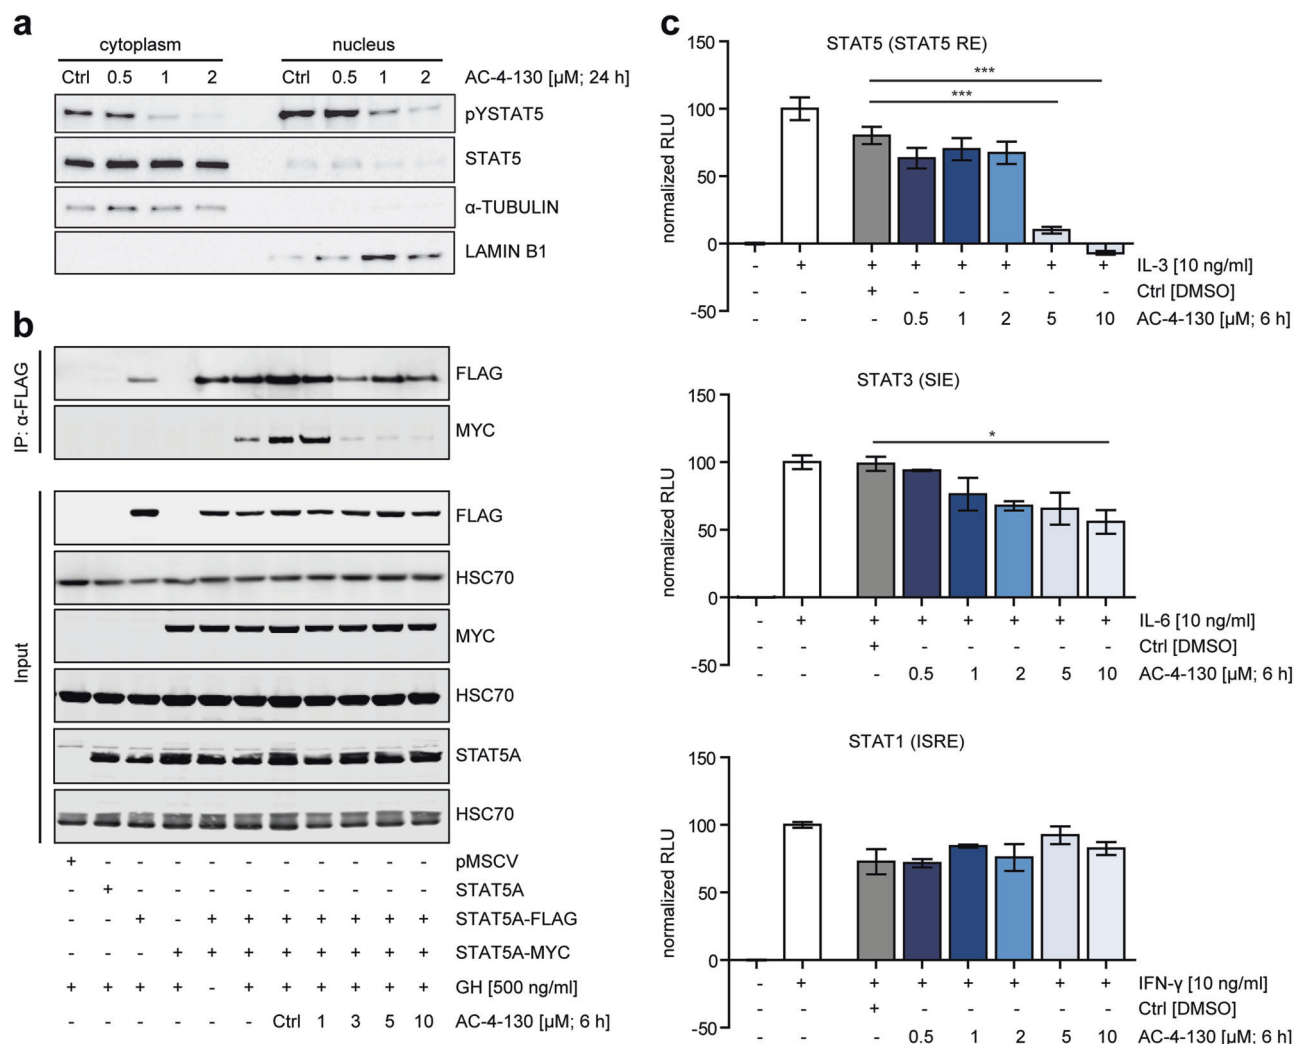 a
cytoplasm nucleus
Ctrl 0.5 1 2 Ctrl 0.5 1 2 AC-4-130 [µM; 24 h]
pYSTAT5
STAT5
α-TUBULIN
LAMIN B1
b
IP: α-FLAG
FLAG
MYC
Input
FLAG
HSC70
MYC
HSC70
STAT5A
HSC70
+ - - - - - - - - - - pMSCV
- + - - - - - - - - - STAT5A
- - + - + + + + + + + STAT5A-FLAG
- - - + + + + + + + + STAT5A-MYC
+ + + + - + + + + + + GH [500 ng/ml]
- - - - - - Ctrl 1 3 5 10 AC-4-130 [µM; 6 h]
c
STAT5 (STAT5 RE)
normalized RLU
150
100
50
0
-50
***
***
- + + + + + + + IL-3 [10 ng/ml]
- - + - - - - - Ctrl [DMSO]
- - - 0.5 1 2 5 10 AC-4-130 [µM; 6 h]
STAT3 (SIE)
normalized RLU
150
100
50
0
-50
*
- + + + + + + + IL-6 [10 ng/ml]
- - + - - - - - Ctrl [DMSO]
- - - 0.5 1 2 5 10 AC-4-130 [µM; 6 h]
STAT1 (ISRE)
normalized RLU
150
100
50
0
-50
- + + + + + + + IFN-γ [10 ng/ml]
- - + - - - - - Ctrl [DMSO]
- - - 0.5 1 2 5 10 AC-4-130 [µM; 6 h]